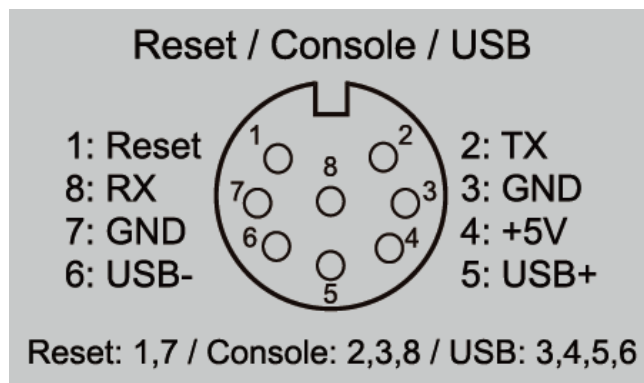 Reset / Console / USB
1: Reset
8: RX
7: GND
6: USB-
1
2
8
7
3
6
4
5
2: TX
3: GND
4: +5V
5: USB+
Reset: 1,7 / Console: 2,3,8 / USB: 3,4,5,6